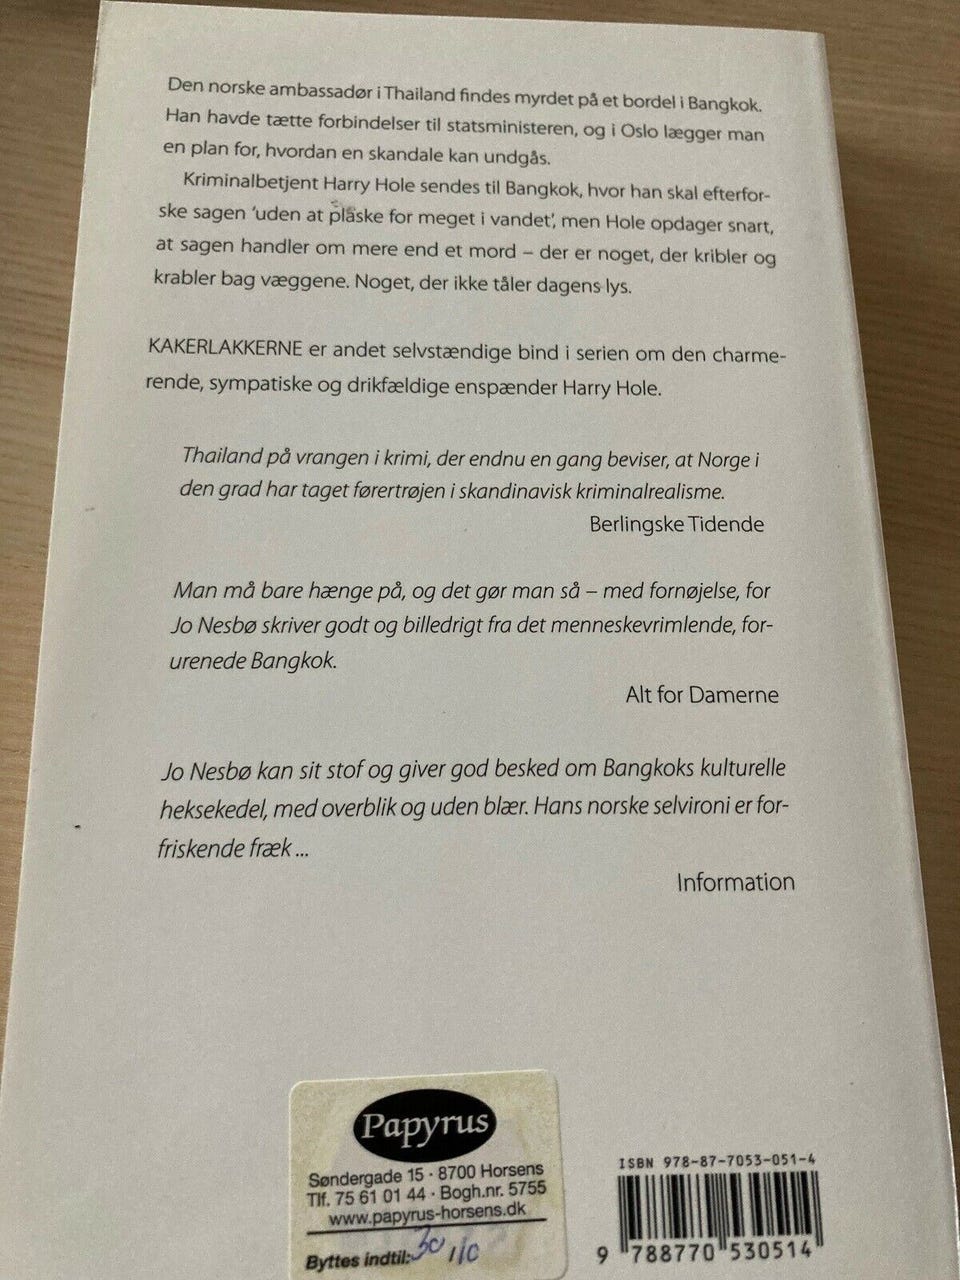 Den norske ambassadør i Thailand findes myrdet på et bordel i Bangkok.
Han havde tætte forbindelser til statsministeren, og i Oslo lægger man
en plan for, hvordan en skandale kan undgås.
Kriminalbetjent Harry Hole sendes til Bangkok, hvor han skal efterfor-
ske sagen 'uden at plaske for meget i vandet', men Hole opdager snart,
at sagen handler om mere end et mord – der er noget, der kribler og
krabler bag væggene. Noget, der ikke tåler dagens lys.
KAKERLAKKERNE er andet selvstændige bind i serien om den charme-
rende, sympatiske og drikfældige enspænder Harry Hole.
Thailand på vrangen i krimi, der endnu en gang beviser, at Norge i
den grad har taget førertrøjen i skandinavisk kriminalrealisme.
Berlingske Tidende
Man må bare hænge på, og det gør man så – med fornøjelse, for
Jo Nesbø skriver godt og billedrigt fra det menneskevrimlende, for-
urenede Bangkok.
Alt for Damerne
Jo Nesbø kan sit stof og giver god besked om Bangkoks kulturelle
heksekedel, med overblik og uden blær. Hans norske selvironi er for-
friskende fræk ...
Information
Papyrus
Søndergade 15 · 8700 Horsens
Tlf. 75 61 01 44 · Bogh.nr. 5755
www.papyrus-horsens.dk
Byttes indtil: 30/10
ISBN 978-87-7053-051-4
9 788770 530514